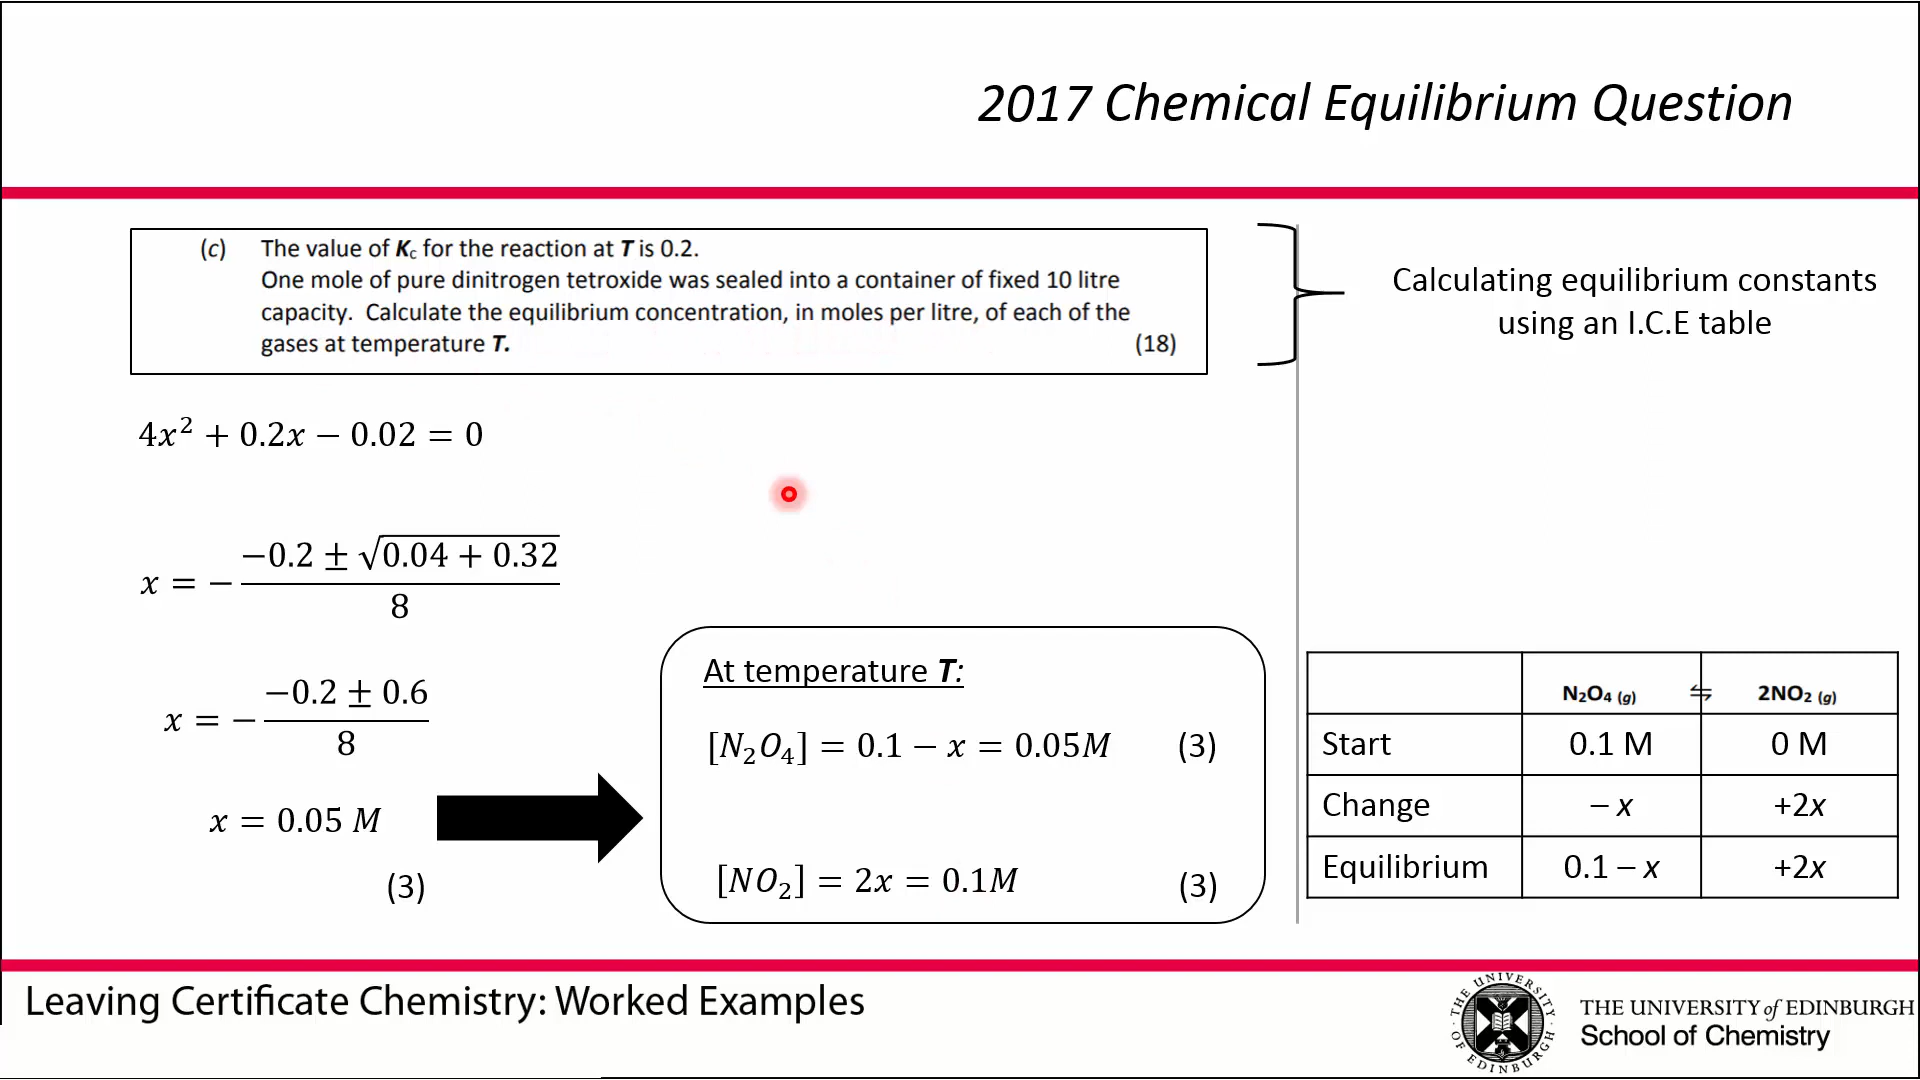 2017 Chemical Equilibrium Question
(c) The value of Kc for the reaction at T is 0.2.
One mole of pure dinitrogen tetroxide was sealed into a container of fixed 10 litre
capacity. Calculate the equilibrium concentration, in moles per litre, of each of the
gases at temperature T. (18)
Calculating equilibrium constants
using an I.C.E table
4x² + 0.2x − 0.02 = 0
x = − (−0.2 ± √(0.04 + 0.32)) / 8
x = − (−0.2 ± 0.6) / 8
x = 0.05 M
(3)
At temperature T:
[N₂O₄] = 0.1 − x = 0.05M (3)
[NO₂] = 2x = 0.1M (3)
N₂O₄ (g) ⇋ 2NO₂ (g)
Start 0.1 M 0 M
Change – x +2x
Equilibrium 0.1 – x +2x
Leaving Certificate Chemistry: Worked Examples
THE UNIVERSITY OF EDINBURGH
THE UNIVERSITY of EDINBURGH
School of Chemistry